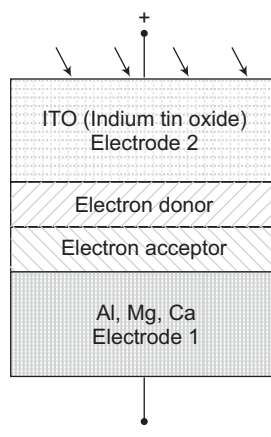 +
ITO (Indium tin oxide)
Electrode 2
Electron donor
Electron acceptor
Al, Mg, Ca
Electrode 1